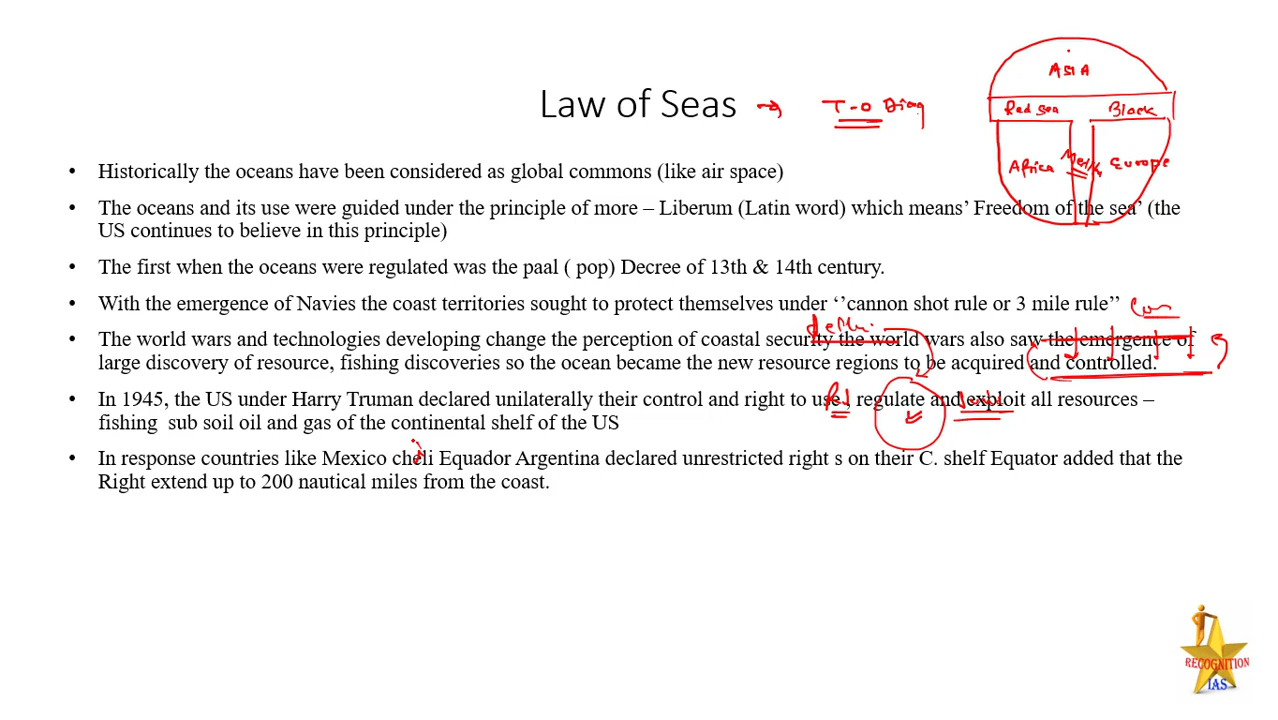 ASIA
Law of Seas → T-O Diag
Red Sea Black
Africa Europe
• Historically the oceans have been considered as global commons (like air space)
• The oceans and its use were guided under the principle of more – Liberum (Latin word) which means’ Freedom of the sea’ (the
US continues to believe in this principle)
• The first when the oceans were regulated was the paal ( pop) Decree of 13th & 14th century.
• With the emergence of Navies the coast territories sought to protect themselves under ‘‘cannon shot rule or 3 mile rule’’
• The world wars and technologies developing change the perception of coastal security the world wars also saw the emergence of
large discovery of resource, fishing discoveries so the ocean became the new resource regions to be acquired and controlled.
• In 1945, the US under Harry Truman declared unilaterally their control and right to use, regulate and exploit all resources –
fishing sub soil oil and gas of the continental shelf of the US
• In response countries like Mexico cheli Equador Argentina declared unrestricted right s on their C. shelf Equator added that the
Right extend up to 200 nautical miles from the coast.
RECOGNITION
IAS